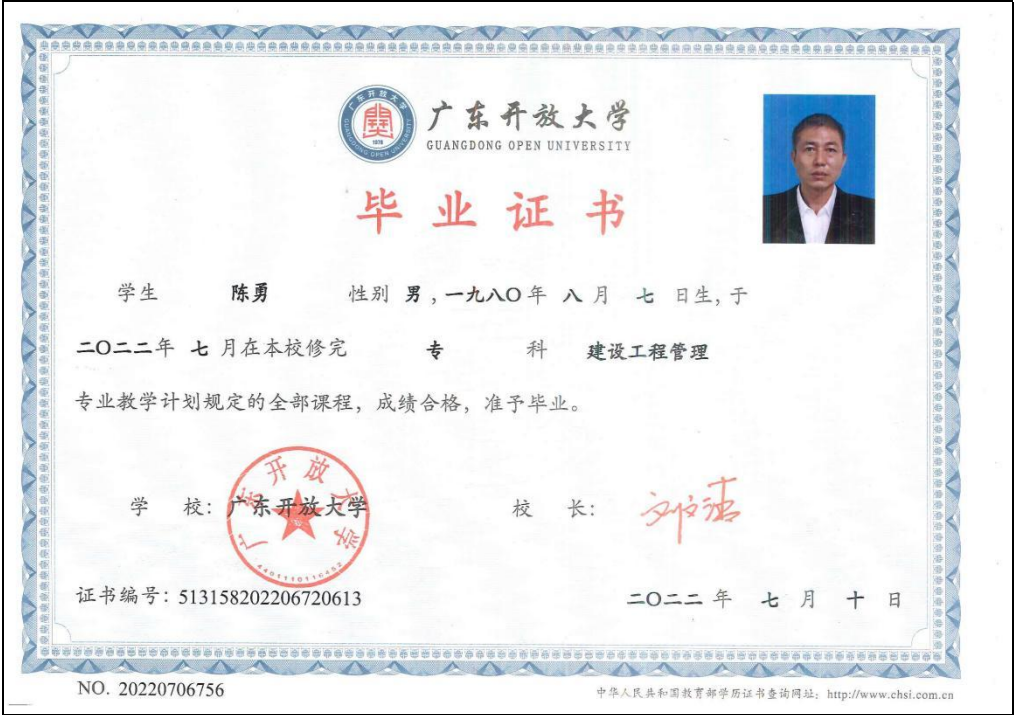 广东开放大学
GUANGDONG OPEN UNIVERSITY
毕业证书
学生 陈勇 性别 男，一九八〇年 八 月 七 日生，于
二〇二二年 七 月在本校修完 专 科 建设工程管理
专业教学计划规定的全部课程，成绩合格，准予毕业。
学 校：广东开放大学
广东开放大学
校 长：
证书编号：513158202206720613
二〇二二 年 七 月 十 日
NO. 20220706756
中华人民共和国教育部学历证书查询网址：http://www.chsi.com.cn